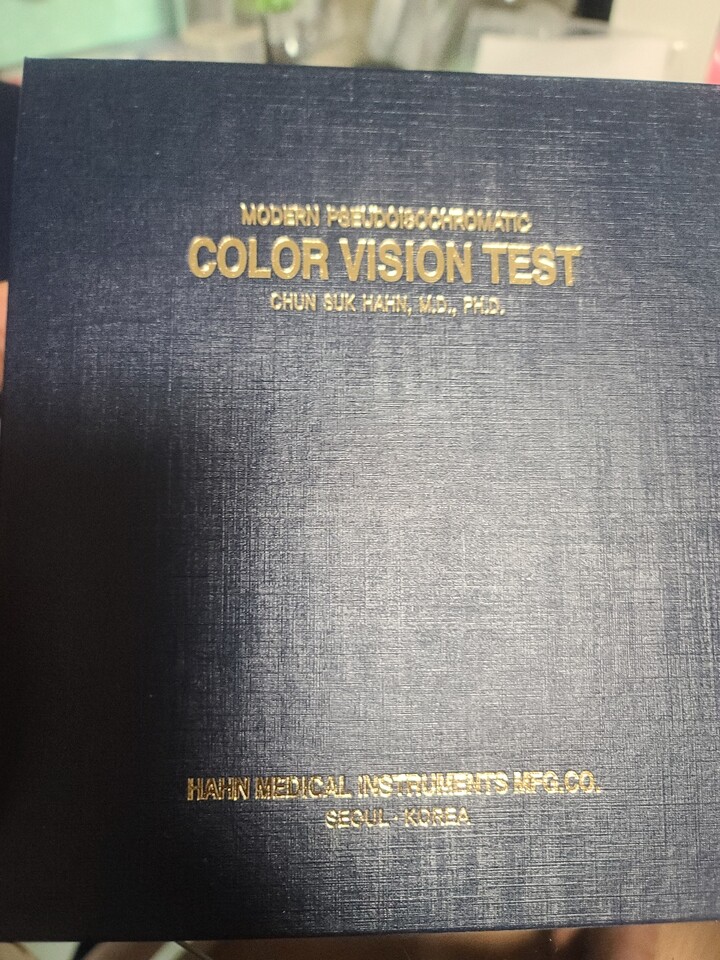 MODERN PSEUDOISOCHROMATIC
COLOR VISION TEST
CHUN SUK HAHN, M.D., PH.D.
HAHN MEDICAL INSTRUMENTS MFG.CO.
SEOUL · KOREA